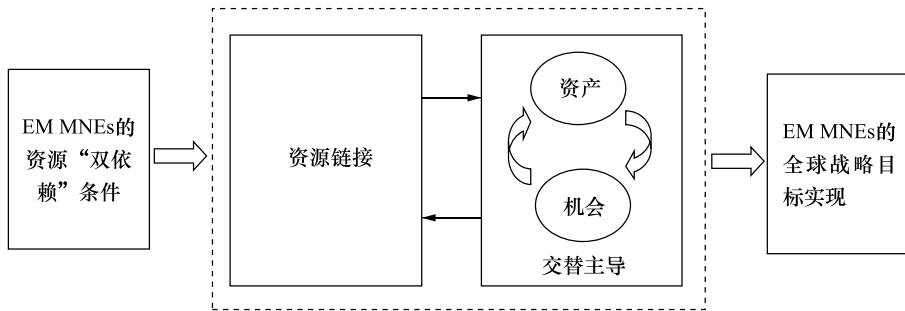 EM MNEs的
资源“双依
赖”条件
资源链接
资产
机会
交替主导
EM MNEs的
全球战略目
标实现